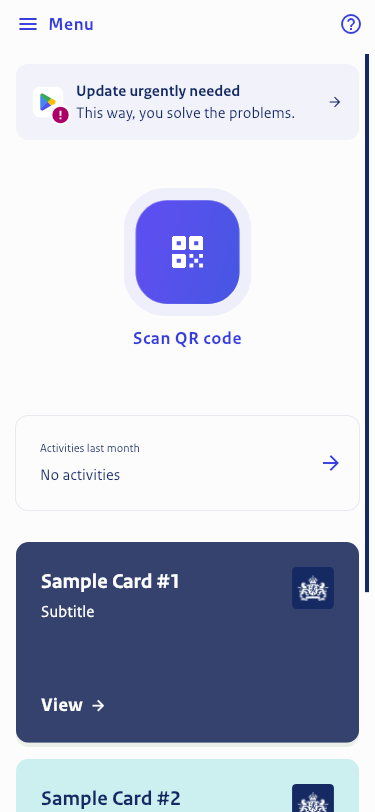 Menu
Update urgently needed
This way, you solve the problems.
Scan QR code
Activities last month
No activities
Sample Card #1
Subtitle
View
Sample Card #2